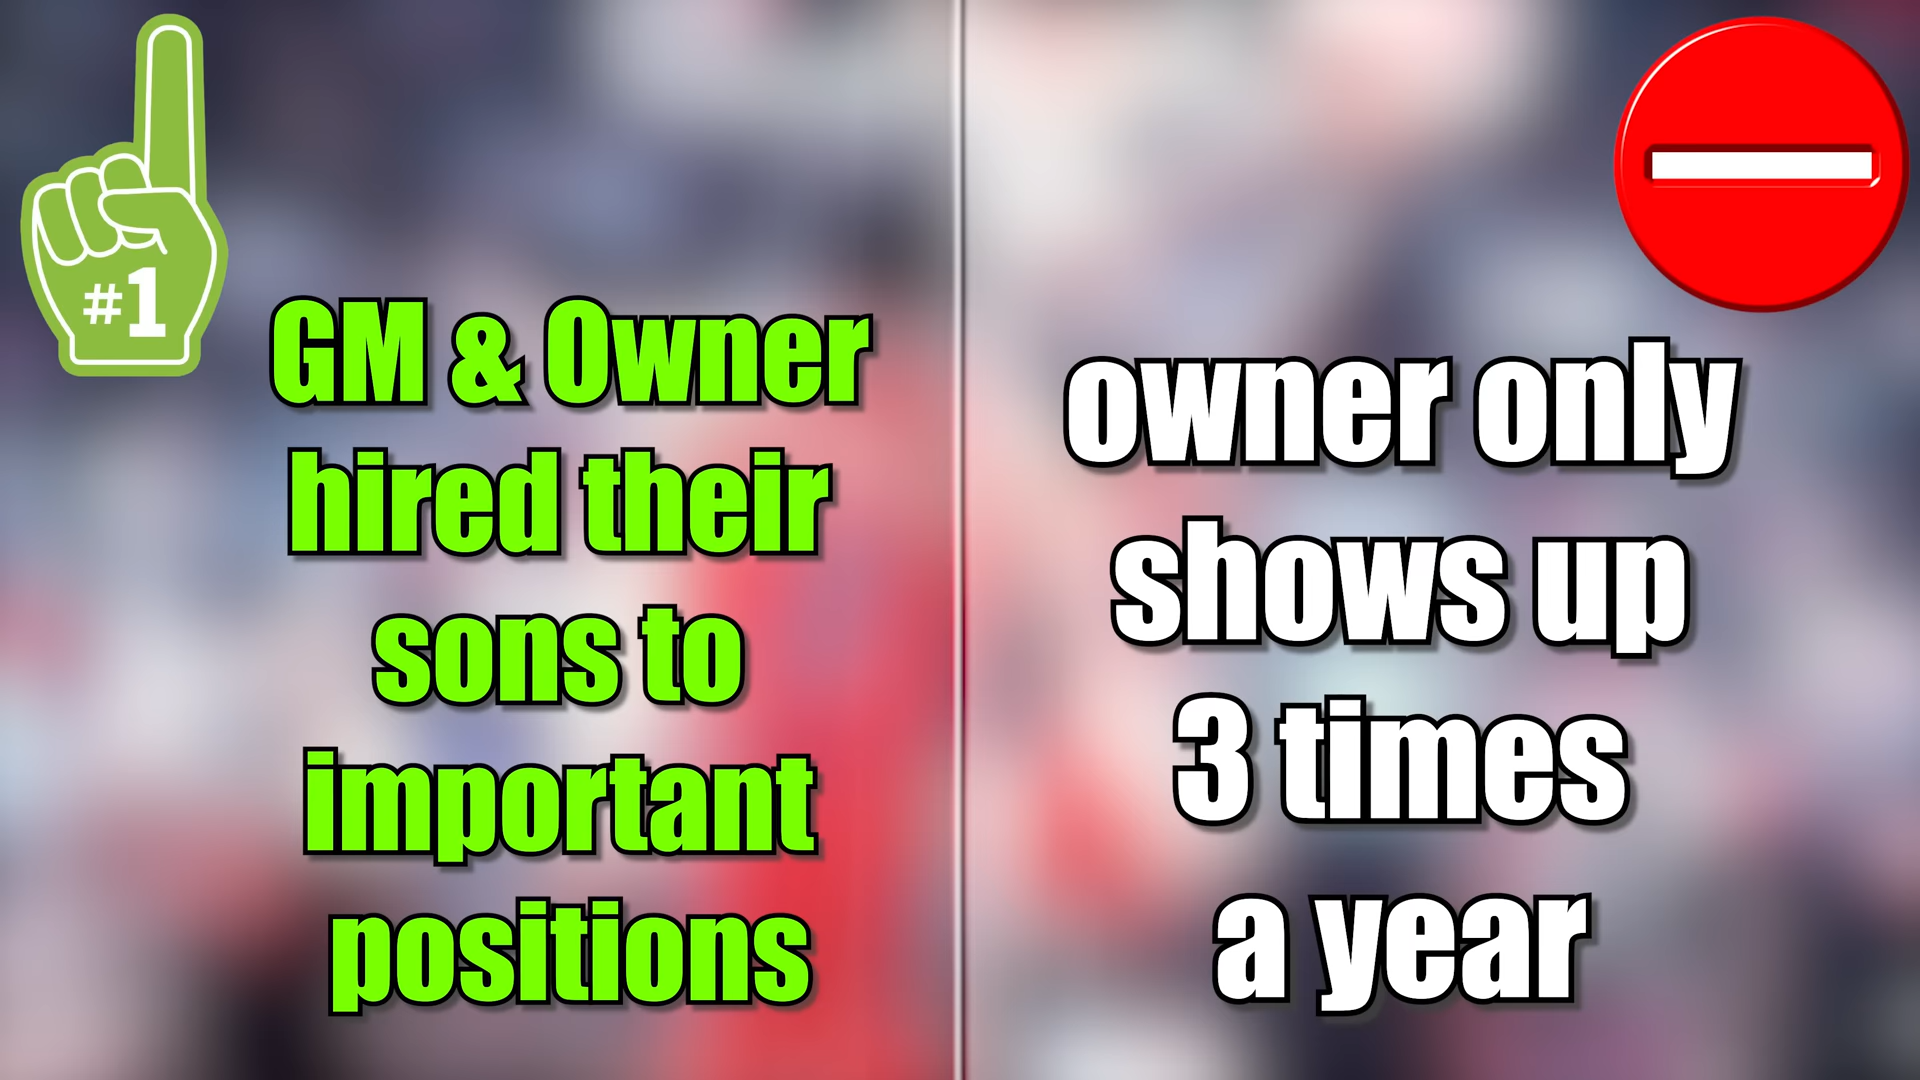 #1
GM & Owner
hired their
sons to
important
positions
owner only
shows up
3 times
a year